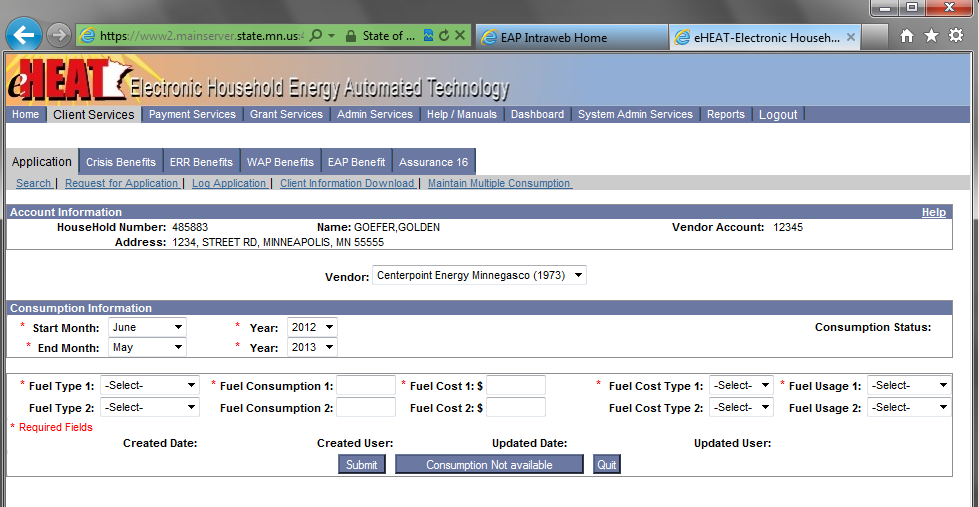 https://www2.mainserver.state.mn.us:
State of ...
EAP Intraweb Home
eHEAT-Electronic Househ...
eHEAT Electronic Household Energy Automated Technology
Home Client Services Payment Services Grant Services Admin Services Help / Manuals Dashboard System Admin Services Reports Logout
Application Crisis Benefits ERR Benefits WAP Benefits EAP Benefit Assurance 16
Search | Request for Application | Log Application | Client Information Download | Maintain Multiple Consumption
Account Information Help
HouseHold Number: 485883 Name: GOEFER,GOLDEN Vendor Account: 12345
Address: 1234, STREET RD, MINNEAPOLIS, MN 55555
Vendor: Centerpoint Energy Minnegasco (1973)
Consumption Information
* Start Month: June * Year: 2012 Consumption Status:
* End Month: May * Year: 2013
* Fuel Type 1: -Select- * Fuel Consumption 1: * Fuel Cost 1: $ * Fuel Cost Type 1: -Select- * Fuel Usage 1: -Select-
Fuel Type 2: -Select- Fuel Consumption 2: Fuel Cost 2: $ Fuel Cost Type 2: -Select- Fuel Usage 2: -Select-
* Required Fields
Created Date: Created User: Updated Date: Updated User:
Submit Consumption Not available Quit